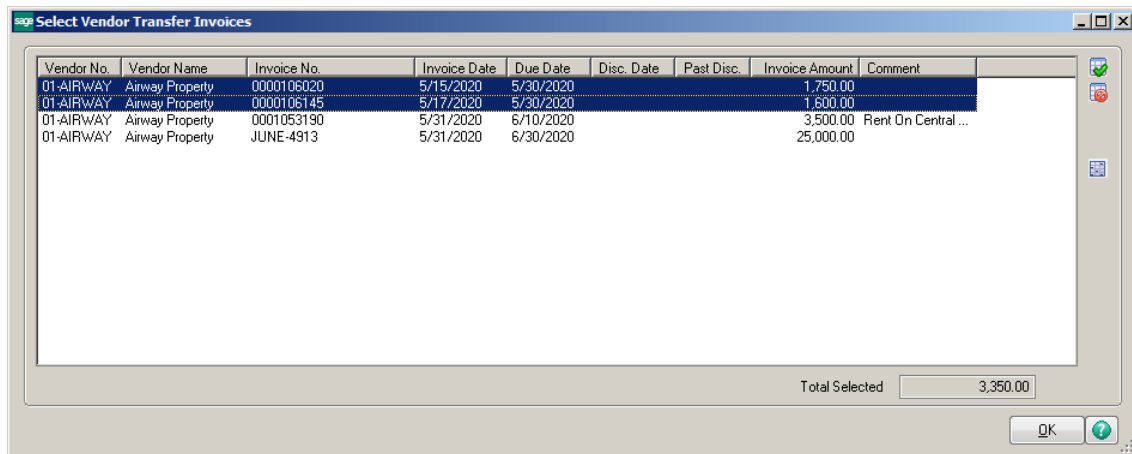 sage Select Vendor Transfer Invoices
Vendor No. Vendor Name Invoice No. Invoice Date Due Date Disc. Date Past Disc. Invoice Amount Comment
01-AIRWAY Airway Property 0000106020 5/15/2020 5/30/2020 1,750.00
01-AIRWAY Airway Property 0000106145 5/17/2020 5/30/2020 1,600.00
01-AIRWAY Airway Property 0001053190 5/31/2020 6/10/2020 3,500.00 Rent On Central ...
01-AIRWAY Airway Property JUNE-4913 5/31/2020 6/30/2020 25,000.00
Total Selected 3,350.00
OK ?